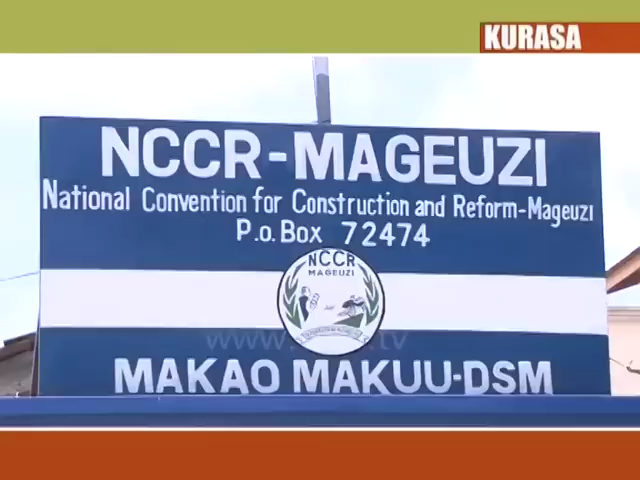 KURASA
NCCR-MAGEUZI
National Convention for Construction and Reform-Mageuzi
P.o. Box 72474
NCCR
MAGEUZI
MAKAO MAKUU-DSM